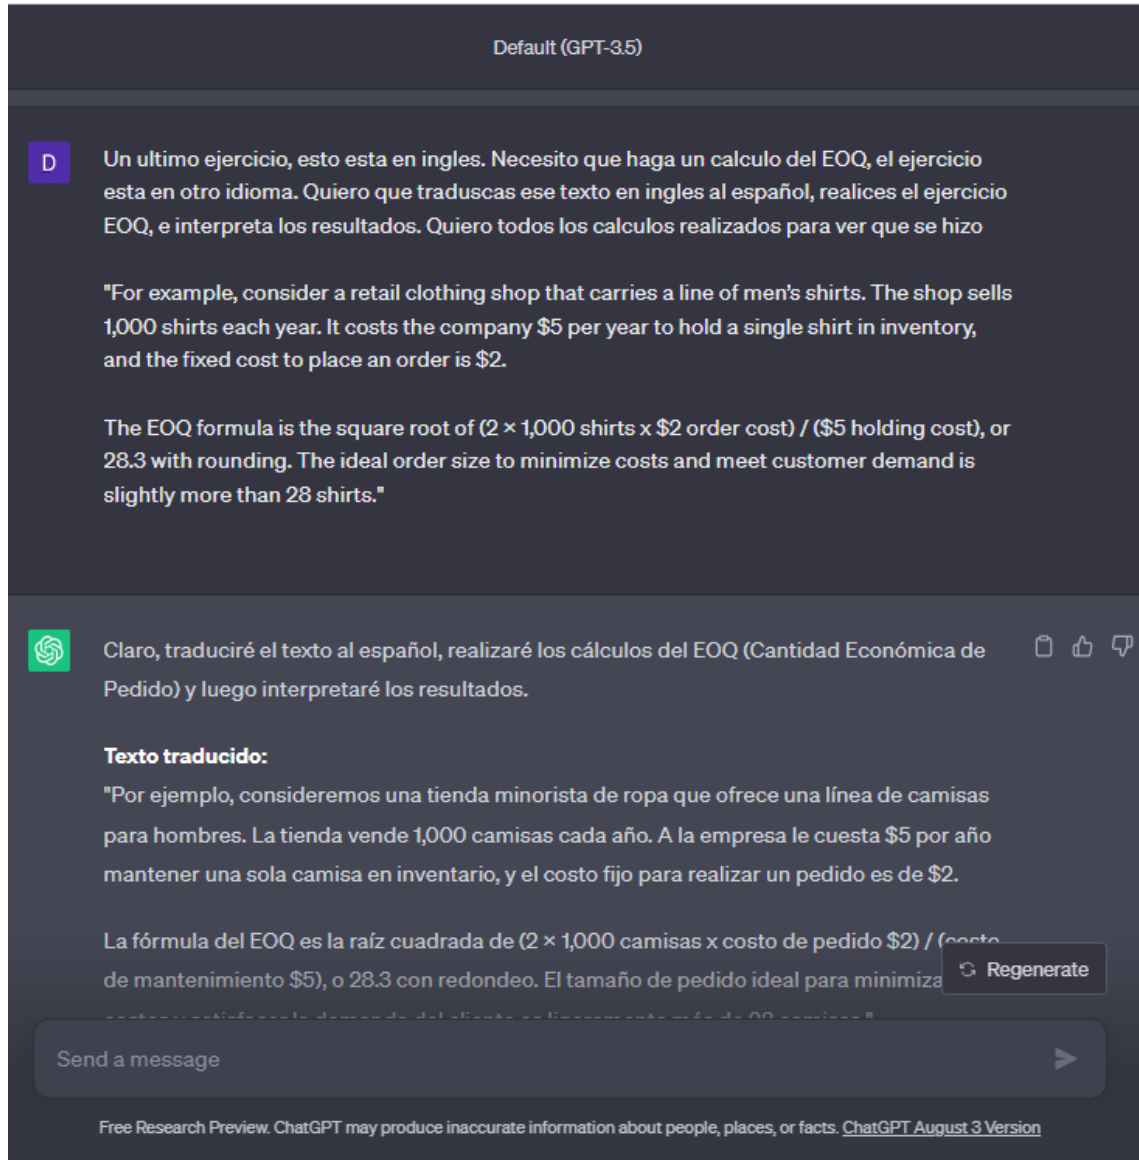 Default (GPT-3.5)
D
Un ultimo ejercicio, esto esta en ingles. Necesito que haga un calculo del EOQ, el ejercicio
esta en otro idioma. Quiero que traduscas ese texto en ingles al español, realices el ejercicio
EOQ, e interpreta los resultados. Quiero todos los calculos realizados para ver que se hizo
"For example, consider a retail clothing shop that carries a line of men's shirts. The shop sells
1,000 shirts each year. It costs the company $5 per year to hold a single shirt in inventory,
and the fixed cost to place an order is $2.
The EOQ formula is the square root of (2 × 1,000 shirts x $2 order cost) / ($5 holding cost), or
28.3 with rounding. The ideal order size to minimize costs and meet customer demand is
slightly more than 28 shirts."
Claro, traduciré el texto al español, realizaré los cálculos del EOQ (Cantidad Económica de
Pedido) y luego interpretaré los resultados.
Texto traducido:
"Por ejemplo, consideremos una tienda minorista de ropa que ofrece una línea de camisas
para hombres. La tienda vende 1,000 camisas cada año. A la empresa le cuesta $5 por año
mantener una sola camisa en inventario, y el costo fijo para realizar un pedido es de $2.
La fórmula del EOQ es la raíz cuadrada de (2 × 1,000 camisas x costo de pedido $2) / (costo
de mantenimiento $5), o 28.3 con redondeo. El tamaño de pedido ideal para minimiza
Regenerate
Send a message
Free Research Preview. ChatGPT may produce inaccurate information about people, places, or facts. ChatGPT August 3 Version